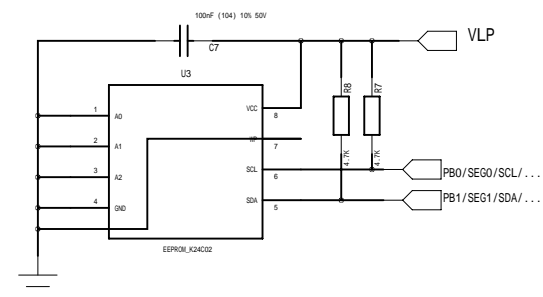 100nF (104) 10% 50V
C7
VLP
U3
R8
R7
1
A0
VCC
8
2
A1
WP
7
4.7K
4.7K
3
A2
SCL
6
PB0/SEG0/SCL/...
4
GND
SDA
5
PB1/SEG1/SDA/...
EEPROM_K24C02